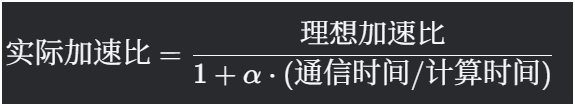 实际加速比 = 理想加速比 / (1 + α · (通信时间/计算时间))